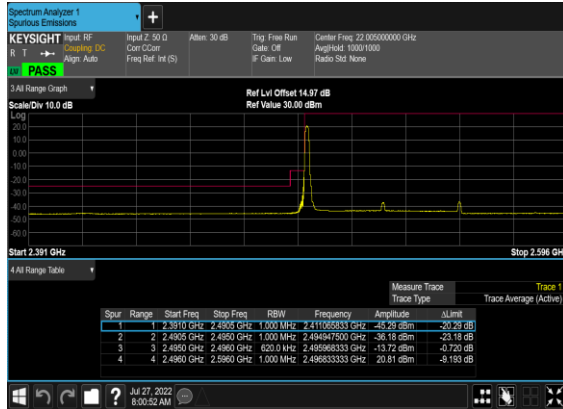 Spectrum Analyzer 1
Spurious Emissions
+
KEYSIGHT Input: RF Input Z: 50 Ω Atten: 30 dB Trig: Free Run Center Freq: 22.005000000 GHz
R T Coupling: DC Corr CCorr Gate: Off Avg|Hold: 1000/1000
Align: Auto Freq Ref: Int (S) IF Gain: Low Radio Std: None
PASS
3 All Range Graph
Ref Lvl Offset 14.97 dB
Scale/Div 10.0 dB Ref Value 30.00 dBm
Log
20.0
10.0
0.00
-10.0
-20.0
-30.0
-40.0
-50.0
-60.0
Start 2.391 GHz Stop 2.596 GH
4 All Range Table
Measure Trace Trace 1
Trace Type Trace Average (Active)
Spur Range Start Freq Stop Freq RBW Frequency Amplitude ΔLimit
1 1 2.3910 GHz 2.4905 GHz 1.000 MHz 2.411065833 GHz -45.29 dBm -20.29 dB
2 2 2.4905 GHz 2.4950 GHz 1.000 MHz 2.494947500 GHz -36.18 dBm -23.18 dB
3 3 2.4950 GHz 2.4960 GHz 620.0 kHz 2.495968333 GHz -13.72 dBm -0.720 dB
4 4 2.4960 GHz 2.5960 GHz 1.000 MHz 2.496833333 GHz 20.81 dBm -9.193 dB
? Jul 27, 2022
8:00:52 AM